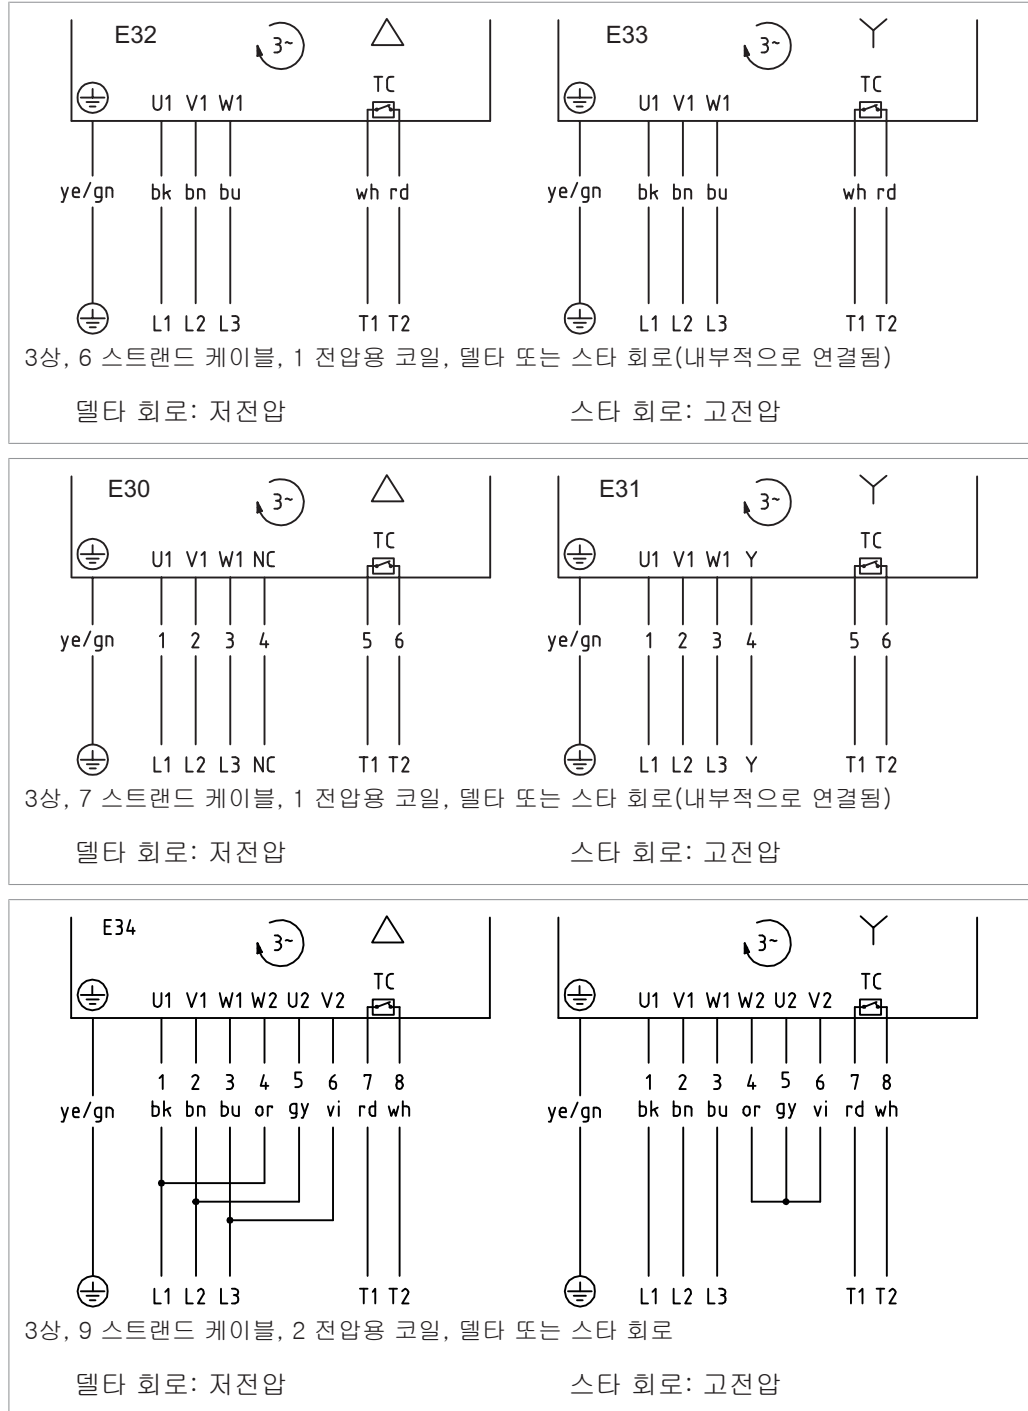 E32 3~ E33 3~
TC TC
U1 V1 W1 U1 V1 W1
ye/gn bk bn bu wh rd ye/gn bk bn bu wh rd
L1 L2 L3 T1 T2 L1 L2 L3 T1 T2
3상, 6 스트랜드 케이블, 1 전압용 코일, 델타 또는 스타 회로(내부적으로 연결됨)
델타 회로: 저전압 스타 회로: 고전압
E30 3~ E31 3~
TC TC
U1 V1 W1 NC U1 V1 W1 Y
ye/gn 1 2 3 4 5 6 ye/gn 1 2 3 4 5 6
L1 L2 L3 NC T1 T2 L1 L2 L3 Y T1 T2
3상, 7 스트랜드 케이블, 1 전압용 코일, 델타 또는 스타 회로(내부적으로 연결됨)
델타 회로: 저전압 스타 회로: 고전압
E34 3~ 3~
TC TC
U1 V1 W1 W2 U2 V2 U1 V1 W1 W2 U2 V2
1 2 3 4 5 6 7 8 1 2 3 4 5 6 7 8
ye/gn bk bn bu or gy vi rd wh ye/gn bk bn bu or gy vi rd wh
L1 L2 L3 T1 T2 L1 L2 L3 T1 T2
3상, 9 스트랜드 케이블, 2 전압용 코일, 델타 또는 스타 회로
델타 회로: 저전압 스타 회로: 고전압